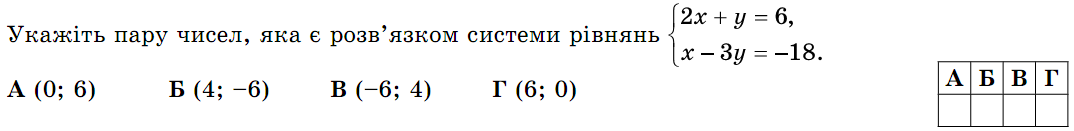 Укажіть пару чисел, яка є розв’язком системи рівнянь { 2x + y = 6,
x – 3y = –18.
А (0; 6) Б (4; –6) В (–6; 4) Г (6; 0)
А Б В Г